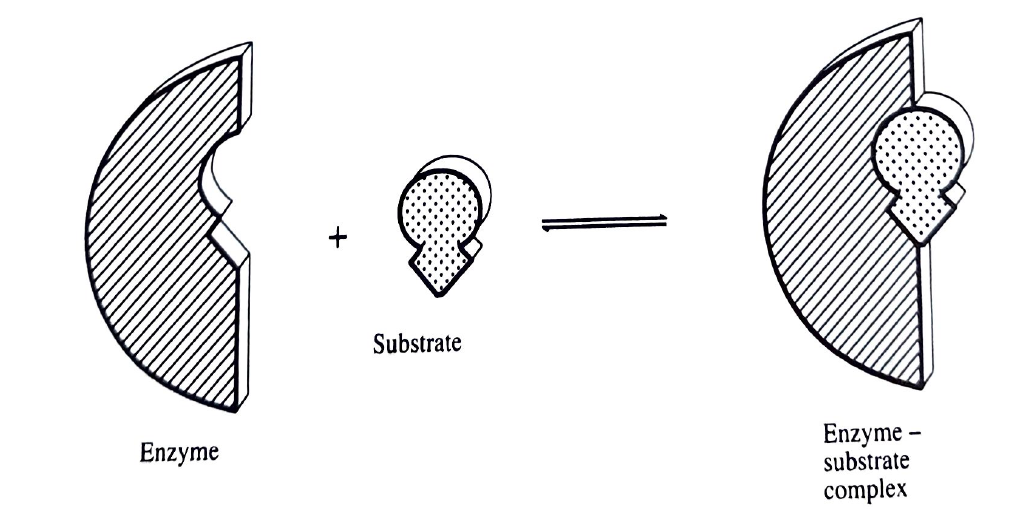 +
Substrate
Enzyme
Enzyme –
substrate
complex